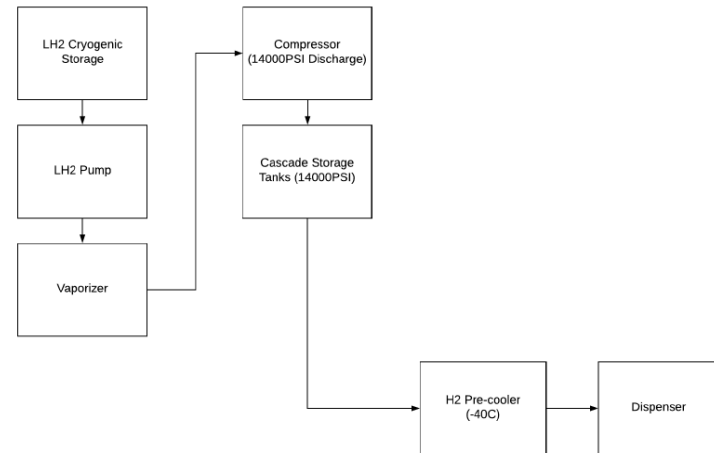 LH2 Cryogenic
Storage
LH2 Pump
Vaporizer
Compressor
(14000PSI Discharge)
Cascade Storage
Tanks (14000PSI)
H2 Pre-cooler
(-40C)
Dispenser